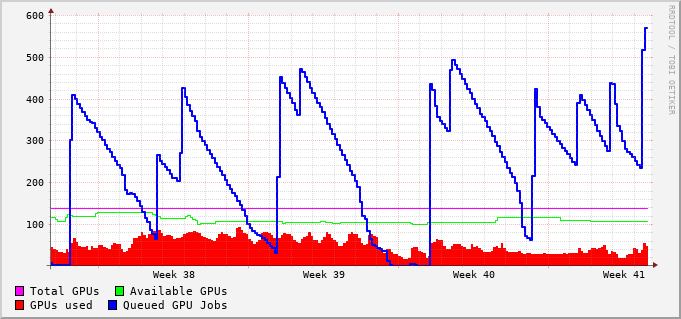 600
500
400
300
200
100
Week 38 Week 39 Week 40 Week 41
Total GPUs Available GPUs
GPUs used Queued GPU Jobs
RRDTOOL / TOBI OETIKER